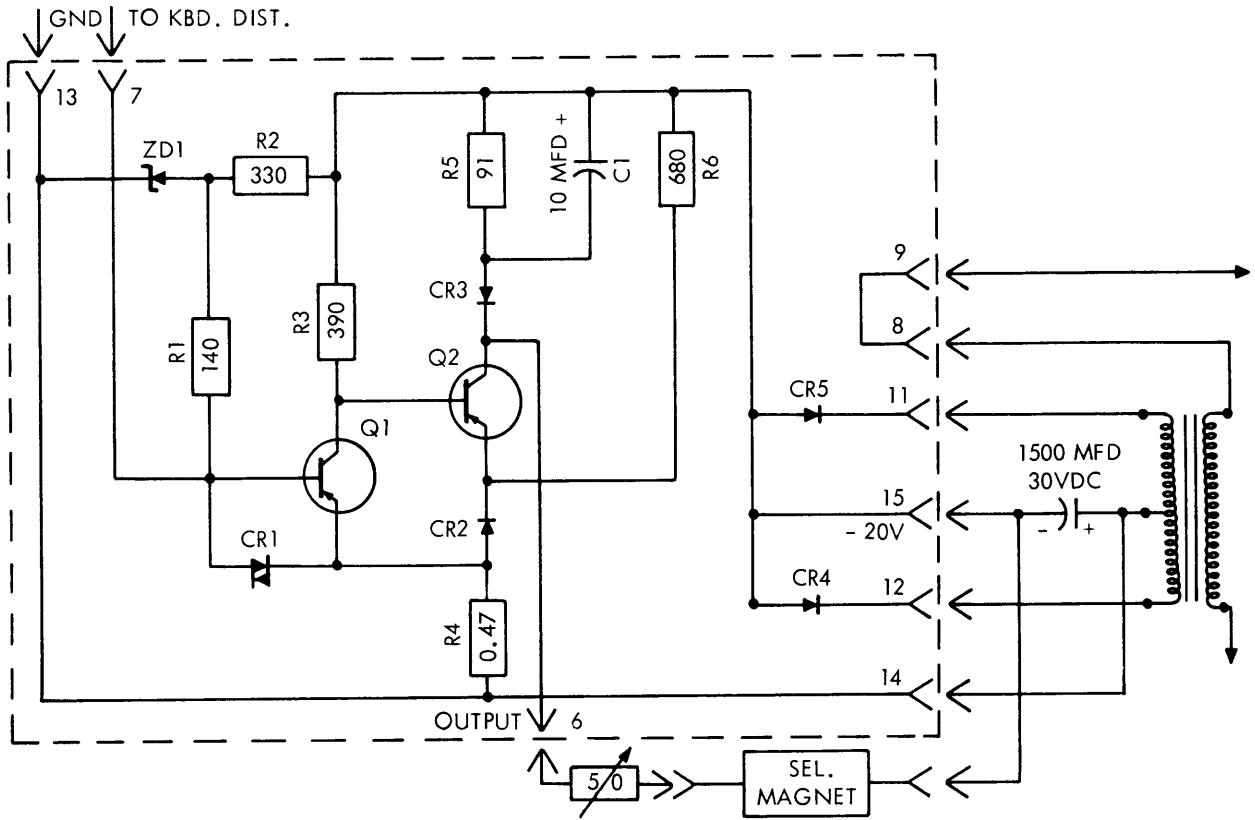 GND TO KBD. DIST.
13
7
ZD1
R2
330
R5
91
10 MFD +
C1
680
R6
9
8
CR3
R3
390
R1
140
Q2
Q1
CR5
11
1500 MFD
30VDC
- +
15
- 20V
CR1
CR2
CR4
12
R4
0.47
14
OUTPUT 6
50
SEL.
MAGNET